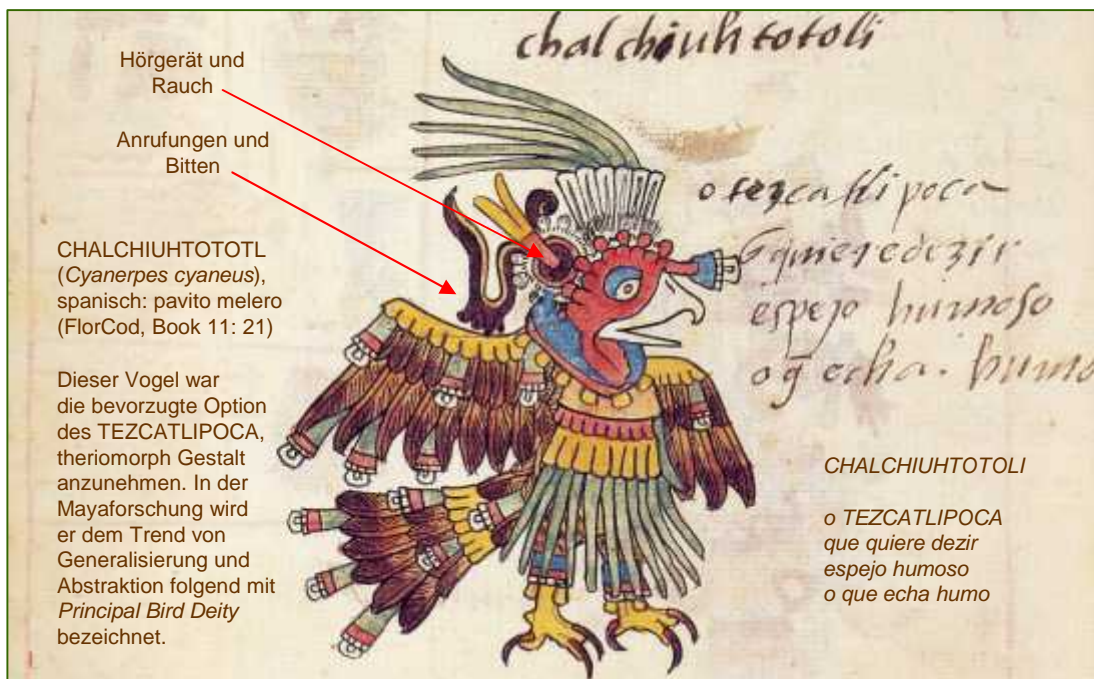 chalchiuhtotoli
Hörgerät und
Rauch
Anrufungen und
Bitten
o tezcatlipoca
quiere dezir
espejo humoso
o q echa. humo
CHALCHIUHTOTOTL
(Cyanerpes cyaneus),
spanisch: pavito melero
(FlorCod, Book 11: 21)
Dieser Vogel war
die bevorzugte Option
des TEZCATLIPOCA,
theriomorph Gestalt
anzunehmen. In der
Mayaforschung wird
er dem Trend von
Generalisierung und
Abstraktion folgend mit
Principal Bird Deity
bezeichnet.
CHALCHIUHTOTOLI
o TEZCATLIPOCA
que quiere dezir
espejo humoso
o que echa humo